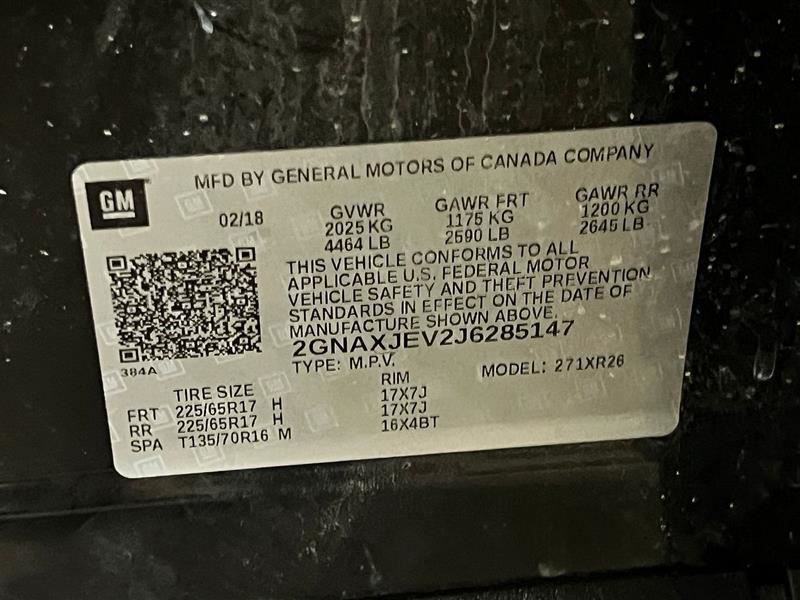 GM
MFD BY GENERAL MOTORS OF CANADA COMPANY
02/18
GVWR
2025 KG
4464 LB
GAWR FRT
1175 KG
2590 LB
GAWR RR
1200 KG
2645 LB
THIS VEHICLE CONFORMS TO ALL
APPLICABLE U.S. FEDERAL MOTOR
VEHICLE SAFETY AND THEFT PREVENTION
STANDARDS IN EFFECT ON THE DATE OF
MANUFACTURE SHOWN ABOVE.
2GNAXJEV2J6285147
TYPE: M.P.V.
MODEL: 271XR26
384A
TIRE SIZE RIM
FRT 225/65R17 H 17X7J
RR 225/65R17 H 17X7J
SPA T135/70R16 M 16X4BT